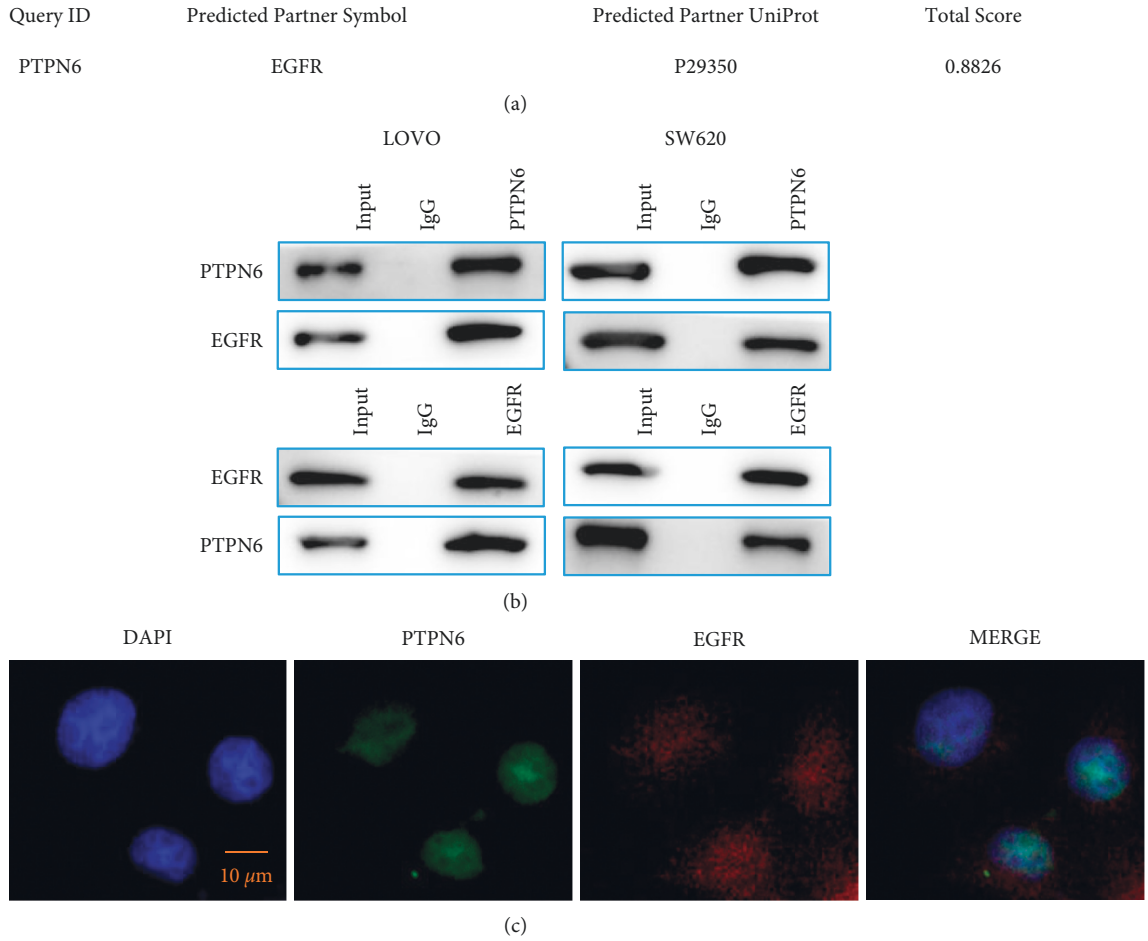 Query ID Predicted Partner Symbol Predicted Partner UniProt Total Score
PTPN6 EGFR P29350 0.8826
(a)
LOVO SW620
Input IgG PTPN6 Input IgG PTPN6
PTPN6
EGFR
Input IgG EGFR Input IgG EGFR
EGFR
PTPN6
(b)
DAPI PTPN6 EGFR MERGE
10 μm
(c)